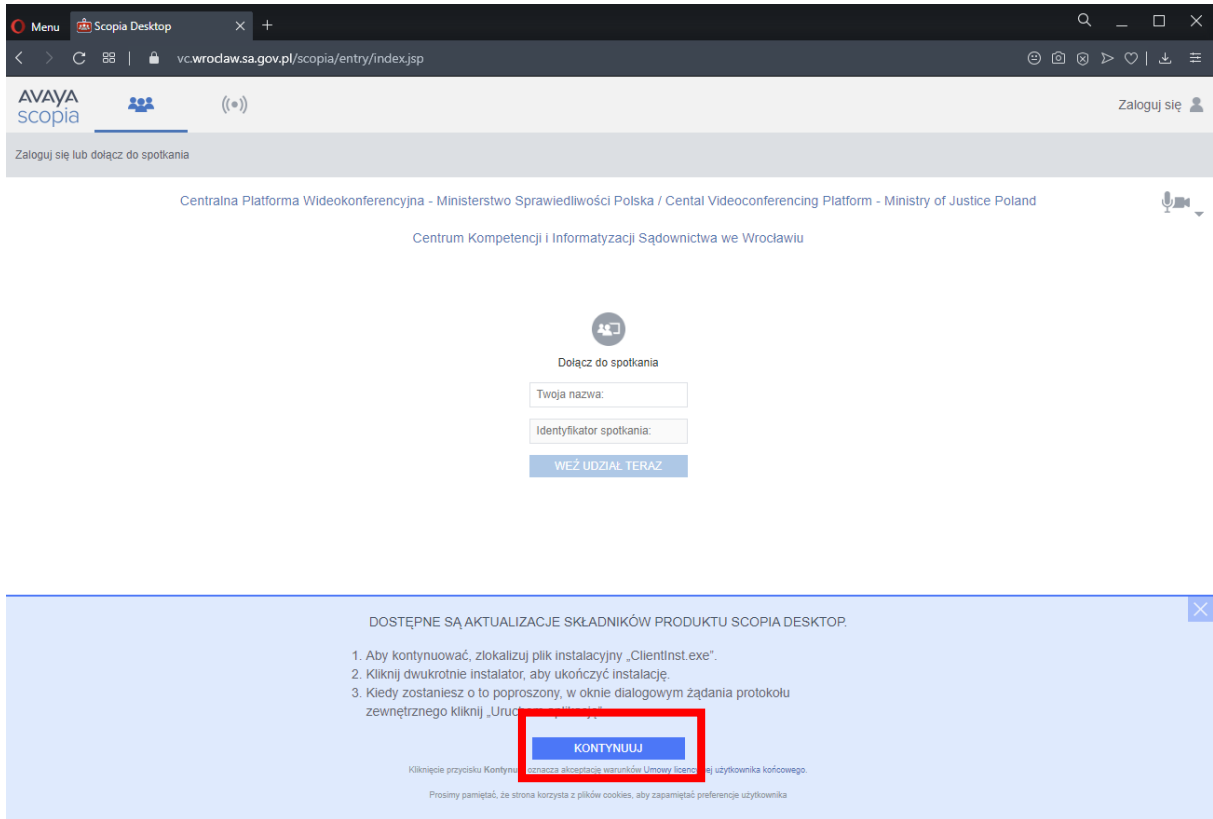 Menu Scopia Desktop
vc.wroclaw.sa.gov.pl/scopia/entry/index.jsp
AVAYA
scopia
Zaloguj się
Zaloguj się lub dołącz do spotkania
Centralna Platforma Wideokonferencyjna - Ministerstwo Sprawiedliwości Polska / Cental Videoconferencing Platform - Ministry of Justice Poland
Centrum Kompetencji i Informatyzacji Sądownictwa we Wrocławiu
Dołącz do spotkania
Twoja nazwa:
Identyfikator spotkania:
WEŹ UDZIAŁ TERAZ
DOSTĘPNE SĄ AKTUALIZACJE SKŁADNIKÓW PRODUKTU SCOPIA DESKTOP.
1. Aby kontynuować, zlokalizuj plik instalacyjny „ClientInst.exe”.
2. Kliknij dwukrotnie instalator, aby ukończyć instalację.
3. Kiedy zostaniesz o to poproszony, w oknie dialogowym żądania protokołu
zewnętrznego kliknij
KONTYNUUJ
Kliknięcie przycisku oznacza akceptację warunków Umowy użytkownika końcowego.
Prosimy pamiętać, że strona korzysta z plików cookies, aby zapamiętać preferencje użytkownika